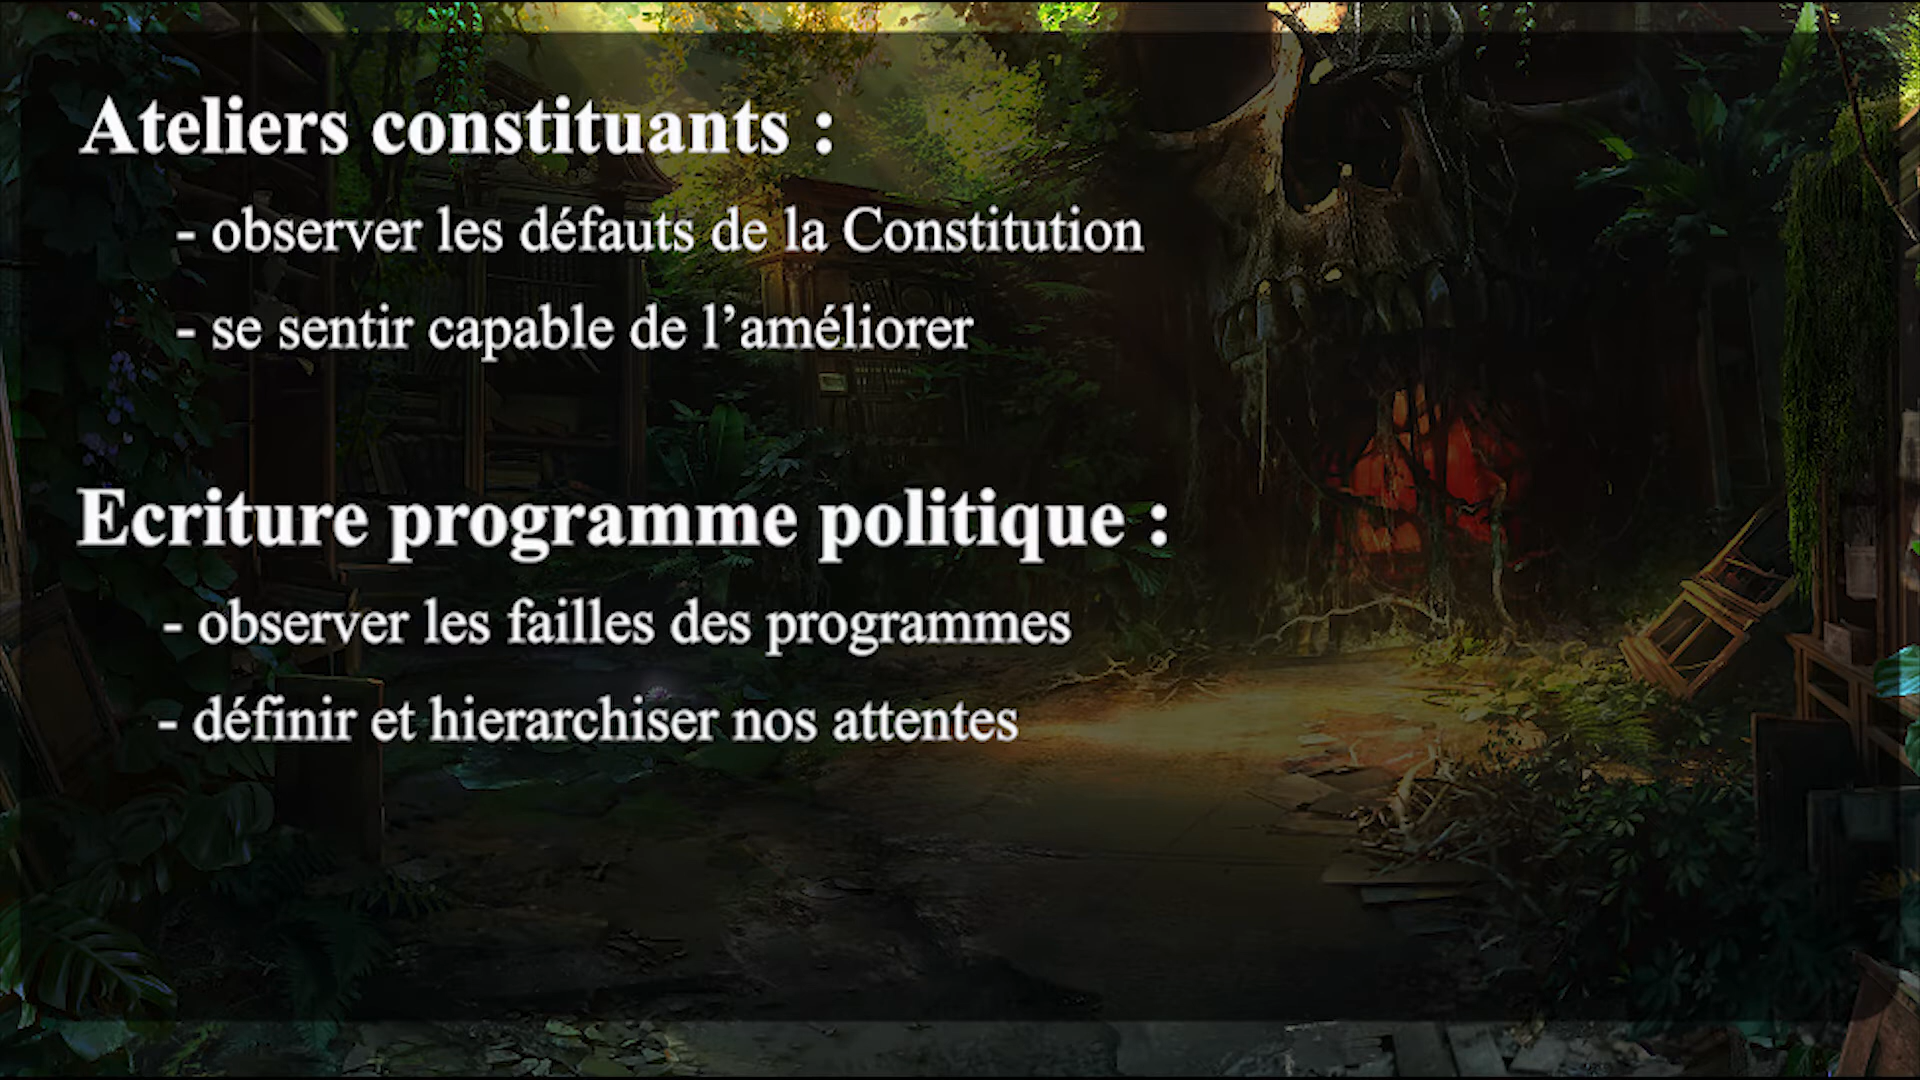 Ateliers constituants :
- observer les défauts de la Constitution
- se sentir capable de l’améliorer
Ecriture programme politique :
- observer les failles des programmes
- définir et hierarchiser nos attentes